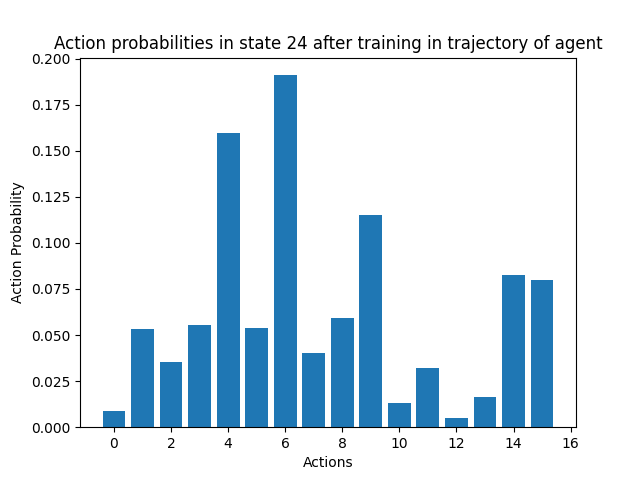 Action probabilities in state 24 after training in trajectory of agent
0.200
0.175
0.150
0.125
0.100
0.075
0.050
0.025
0.000
Action Probability
0 2 4 6 8 10 12 14 16
Actions